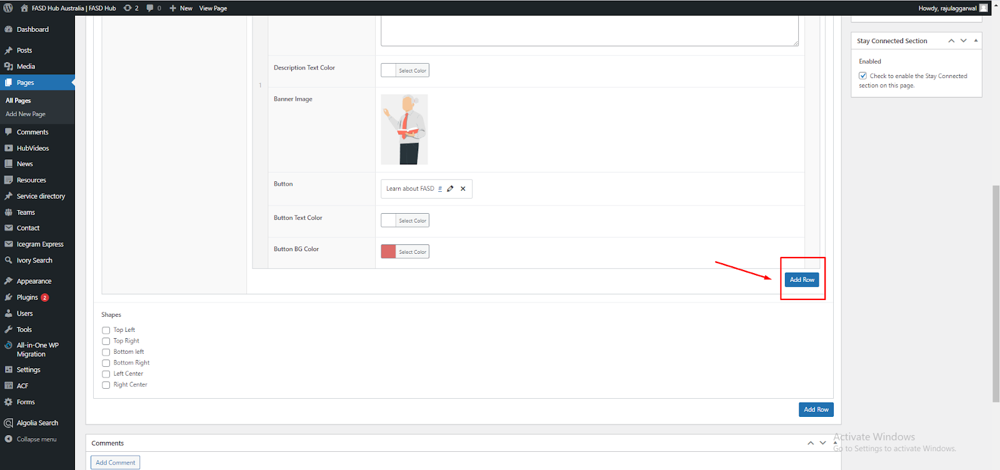 FASD Hub Australia | FASD Hub 2 0 New View Page Howdy, rajulaggarwal
Dashboard
Posts
Media
Pages
All Pages
Add New Page
Comments
HubVideos
News
Resources
Service directory
Teams
Contact
Icegram Express
Ivory Search
Appearance
Plugins 2
Users
Tools
All-in-One WP
Migration
Settings
ACF
Forms
Algolia Search
Collapse menu
1
Description Text Color
Select Color
Banner Image
Button
Learn about FASD #
Button Text Color
Select Color
Button BG Color
Select Color
Add Row
Shapes
Top Left
Top Right
Bottom left
Bottom Right
Left Center
Right Center
Add Row
Comments
Add Comment
Stay Connected Section
Enabled
Check to enable the Stay Connected
section on this page.
Activate Windows
Go to Settings to activate Windows.